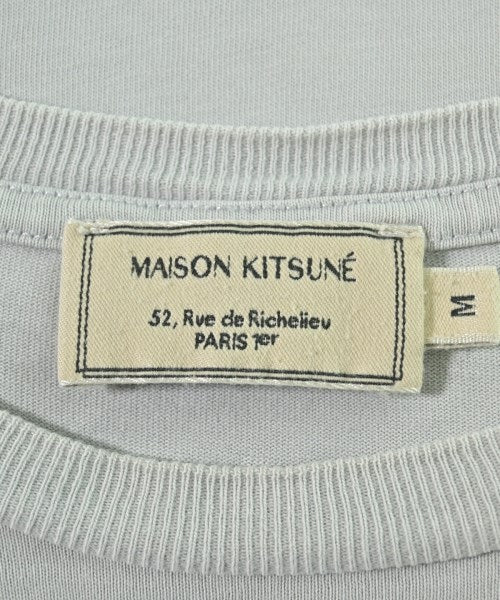 MAISON KITSUNÉ
52, Rue de Richelieu
PARIS 1er
M